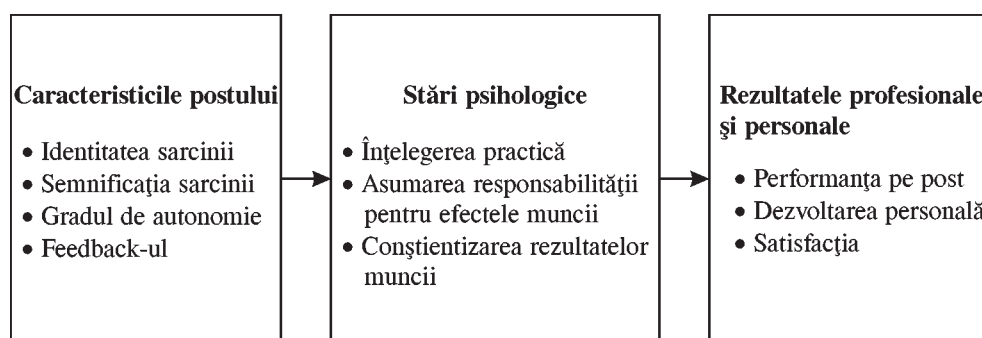 Caracteristicile postului
• Identitatea sarcinii
• Semnificaţia sarcinii
• Gradul de autonomie
• Feedback-ul
Stări psihologice
• Înţelegerea practică
• Asumarea responsabilităţii
pentru efectele muncii
• Conştientizarea rezultatelor
muncii
Rezultatele profesionale
şi personale
• Performanţa pe post
• Dezvoltarea personală
• Satisfacţia